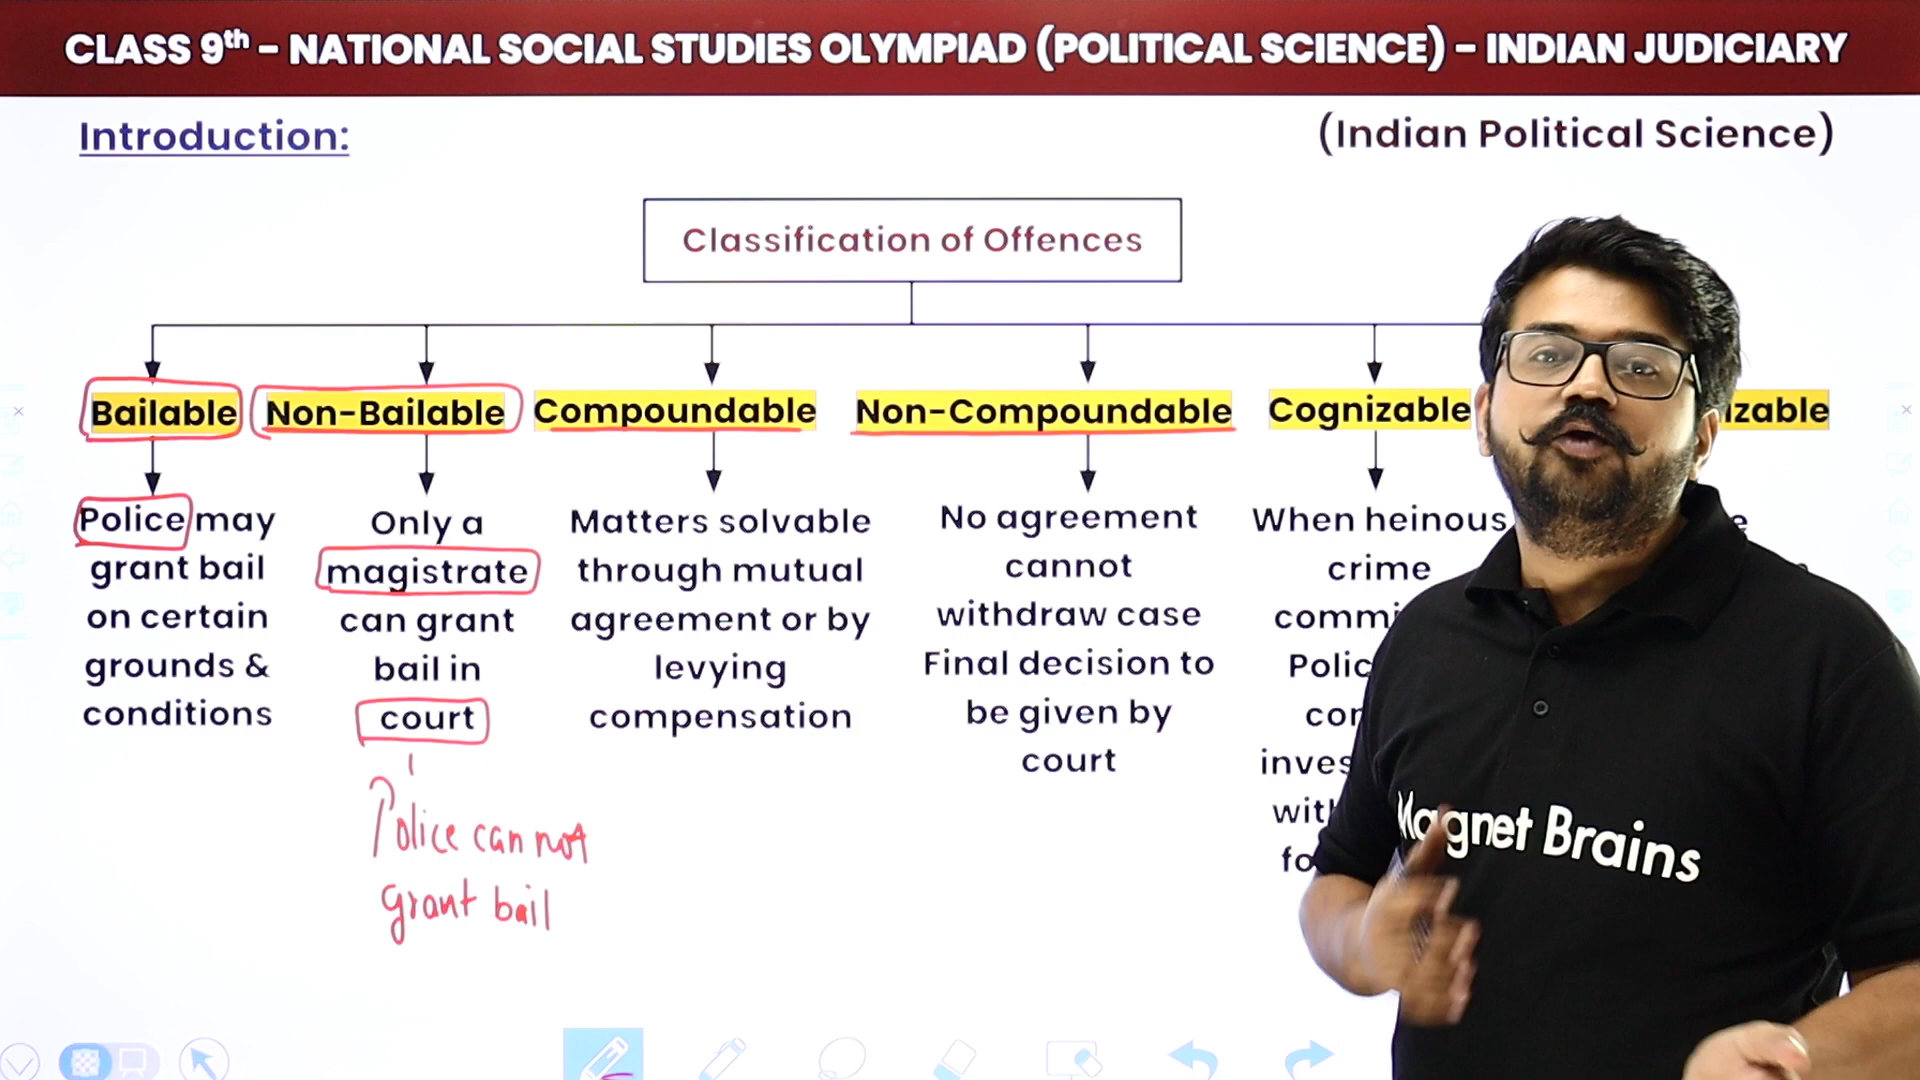 CLASS 9th – NATIONAL SOCIAL STUDIES OLYMPIAD (POLITICAL SCIENCE) – INDIAN JUDICIARY
Introduction:
(Indian Political Science)
Classification of Offences
Bailable
Non-Bailable
Compoundable
Non-Compoundable
Cognizable
Police may
grant bail
on certain
grounds &
conditions
Only a
magistrate
can grant
bail in
court
Police cannot
grant bail
Matters solvable
through mutual
agreement or by
levying
compensation
No agreement
cannot
withdraw case
Final decision to
be given by
court
When heinous
crime
Magnet Brains